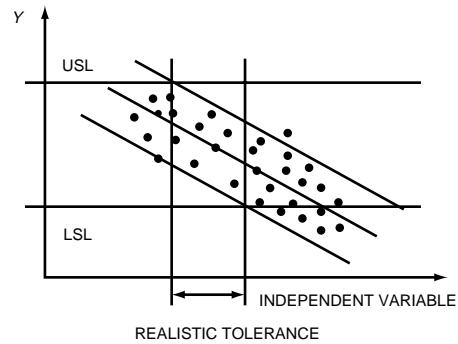 Y
USL
LSL
INDEPENDENT VARIABLE
REALISTIC TOLERANCE